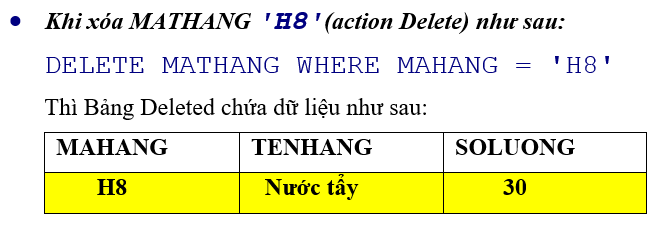 • Khi xóa MATHANG 'H8'(action Delete) như sau:
DELETE MATHANG WHERE MAHANG = 'H8'
Thì Bảng Deleted chứa dữ liệu như sau:
MAHANG TENHANG SOLUONG
H8 Nước tẩy 30